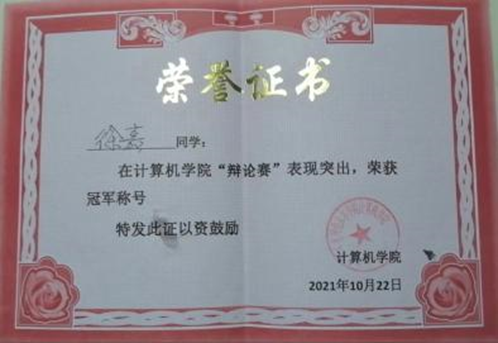 荣誉证书
徐嘉 同学：
在计算机学院“辩论赛”表现突出，荣获
冠军称号
特发此证以资鼓励
计算机学院
2021年10月22日